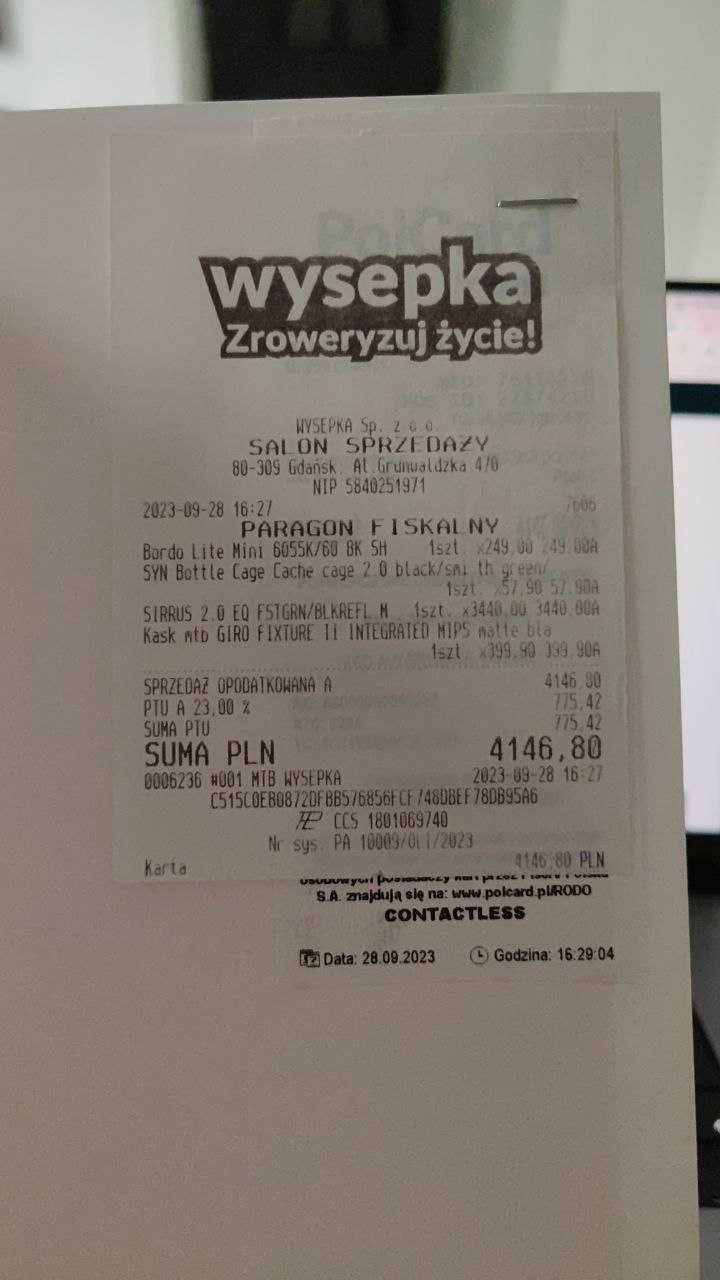 wysepka
Zroweryzuj życie!
WYSEPKA Sp. z o.o.
SALON SPRZEDAŻY
80-309 Gdańsk. Al.Grunwaldzka 470
NIP 5840251971
2023-09-28 16:27 7606
PARAGON FISKALNY
Bordo Lite Mini 6055K/60 BK SH 1szt. x249,00 249,00A
SYN Bottle Cage Cache cage 2.0 black/smi th green/
1szt. x57,90 57,90A
SIRRUS 2.0 EQ FSTGRN/BLKREFL M 1szt. x3440,00 3440,00A
Kask mtb GIRO FIXTURE II INTEGRATED MIPS matte bla
1szt. x399,90 399,90A
SPRZEDAŻ OPODATKOWANA A 4146,80
PTU A 23,00 % 775,42
SUMA PTU 775,42
SUMA PLN 4146,80
0006236 #001 MTB WYSEPKA 2023-09-28 16:27
C515C0EB0872DFBB576856FCF748DBEF78DB95A6
CCS 1801069740
Nr sys. PA 10009/OLI/2023
Karta 4146,80 PLN
S.A. znajdują się na: www.polcard.pl/RODO
CONTACTLESS
Data: 28.09.2023 Godzina: 16:29:04